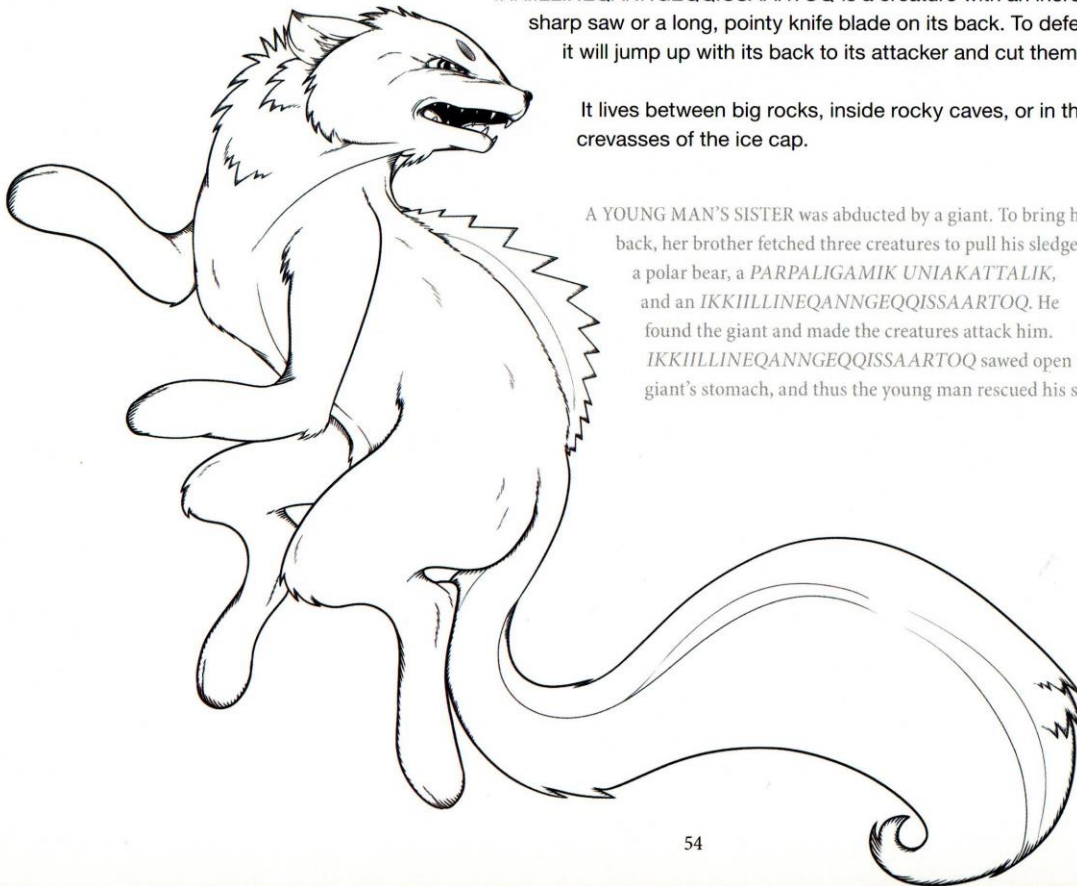 is a creature with an
sharp saw or a long, pointy knife blade on its back. To
it will jump up with its back to its attacker and cut them
It lives between big rocks, inside rocky caves, or in
crevasses of the ice cap.
A YOUNG MAN'S SISTER was abducted by a giant. To bring
back, her brother fetched three creatures to pull his sledge
a polar bear, a PARPALIGAMIK UNIAKATTALIK,
and an IKKIILLINEQANNGEQQISSAARTOQ. He
found the giant and made the creatures attack him.
IKKIILLINEQANNGEQQISSAARTOQ sawed open
giant's stomach, and thus the young man rescued his
54